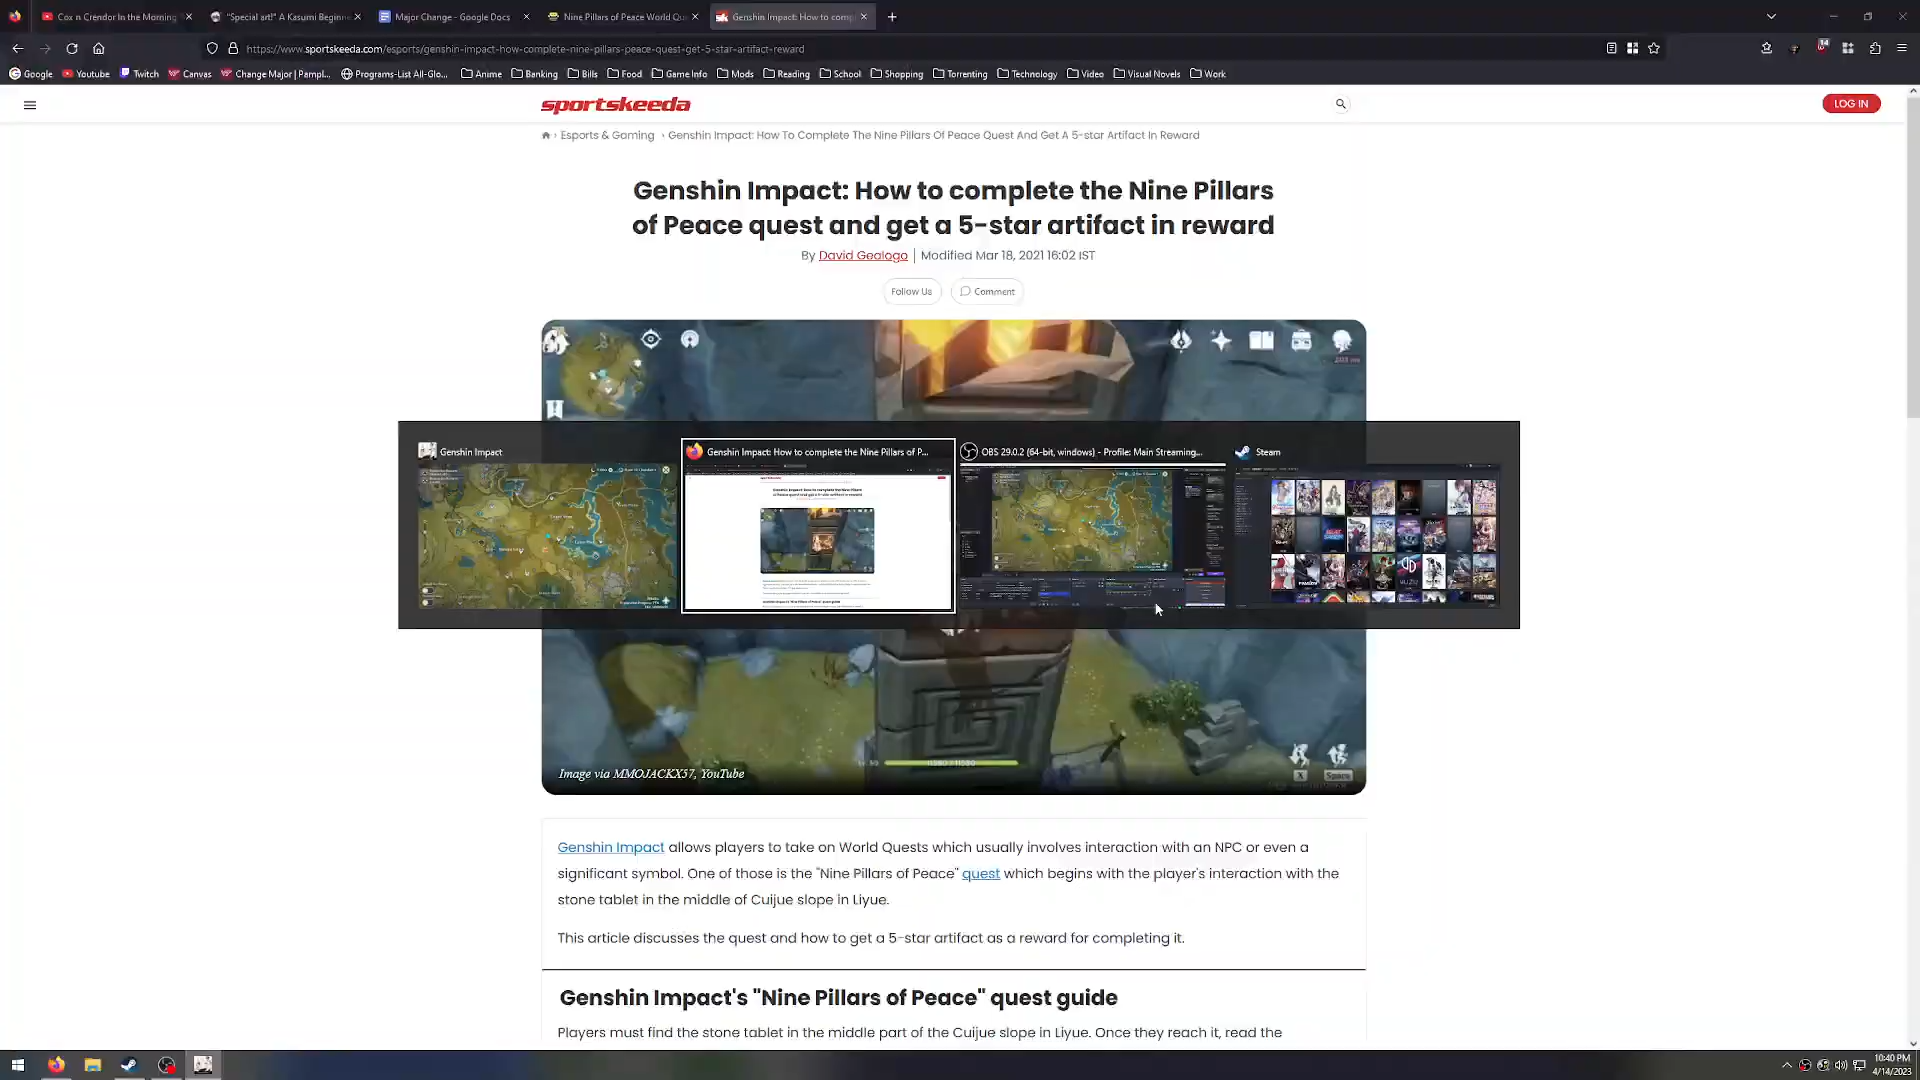 Cox n Crendor In the Morning
"Special art!" A Kasumi Beginne
Major Change - Google Docs
Nine Pillars of Peace World Qu
Genshin Impact: How to comp
https://www.sportskeeda.com/esports/genshin-impact-how-complete-nine-pillars-peace-quest-get-5-star-artifact-reward
14
Google
Youtube
Twitch
Canvas
Change Major | Pampl...
Programs-List All-Glo...
Anime
Banking
Bills
Food
Game Info
Mods
Reading
School
Shopping
Torrenting
Technology
Video
Visual Novels
Work
sportskeeda
LOG IN
Esports & Gaming › Genshin Impact: How To Complete The Nine Pillars Of Peace Quest And Get A 5-star Artifact In Reward
Genshin Impact: How to complete the Nine Pillars
of Peace quest and get a 5-star artifact in reward
By David Gealogo | Modified Mar 18, 2021 16:02 IST
Follow Us
Comment
Genshin Impact
Genshin Impact: How to complete the Nine Pillars of P...
OBS 29.0.2 (64-bit, windows) - Profile: Main Streaming...
Steam
Image via MMOJACKX57, YouTube
X
Space
Genshin Impact allows players to take on World Quests which usually involves interaction with an NPC or even a
significant symbol. One of those is the "Nine Pillars of Peace" quest which begins with the player's interaction with the
stone tablet in the middle of Cuijue slope in Liyue.
This article discusses the quest and how to get a 5-star artifact as a reward for completing it.
Genshin Impact's "Nine Pillars of Peace" quest guide
Players must find the stone tablet in the middle part of the Cuijue slope in Liyue. Once they reach it, read the
10:40 PM
4/14/2023